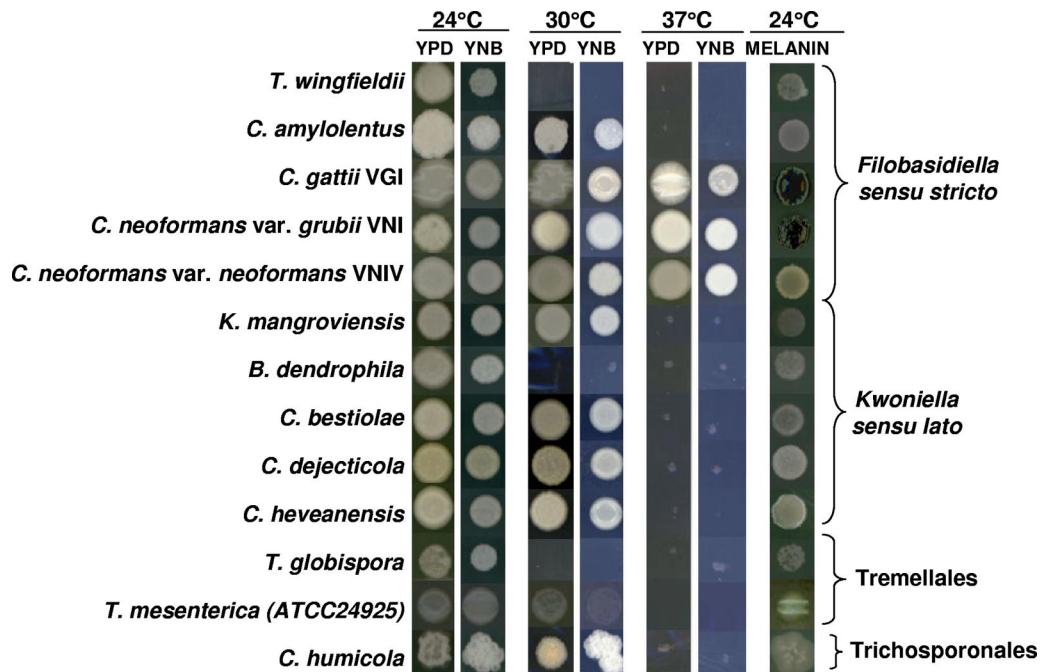 24°C 30°C 37°C 24°C
YPD YNB YPD YNB YPD YNB MELANIN
T. wingfieldii
C. amylolentus
C. gattii VGI
C. neoformans var. grubii VNI
C. neoformans var. neoformans VNIV
K. mangroviensis
B. dendrophila
C. bestiolae
C. dejecticola
C. heveanensis
T. globispora
T. mesenterica (ATCC24925)
C. humicola
Filobasidiella
sensu stricto
Kwoniella
sensu lato
Tremellales
Trichosporonales